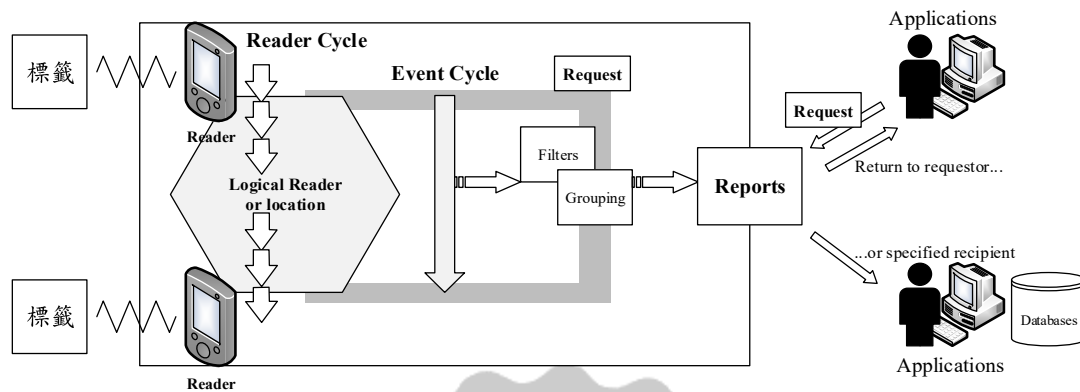 標籤
Reader
Reader Cycle
Logical Reader
or location
Event Cycle
Request
Filters
Grouping
Reports
Applications
Request
Return to requestor...
...or specified recipient
Applications
Databases
標籤
Reader